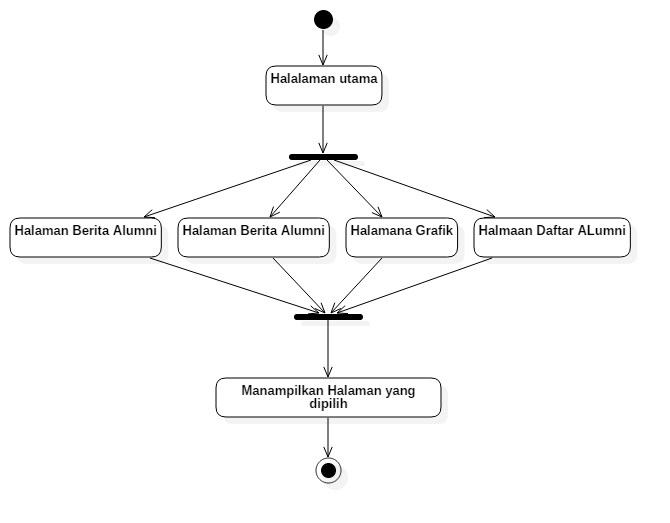 Halalaman utama
Halaman Berita Alumni
Halaman Berita Alumni
Halamana Grafik
Halmaan Daftar ALumni
Manampilkan Halaman yang
dipilih